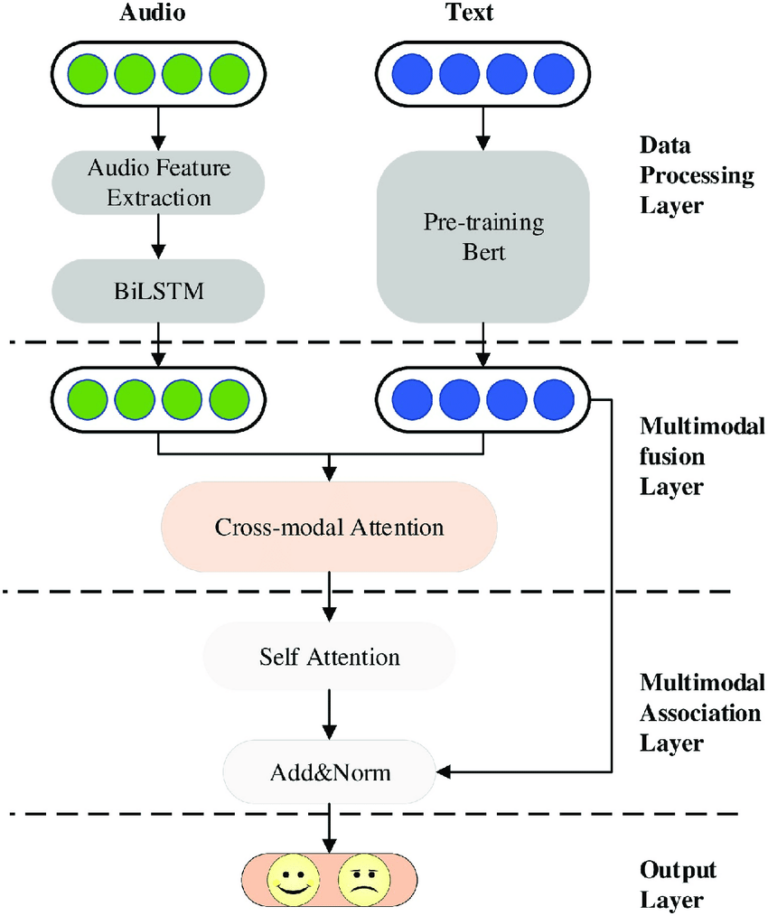 Audio
Text
Audio Feature
Extraction
BiLSTM
Pre-training
Bert
Data
Processing
Layer
Cross-modal Attention
Multimodal
fusion
Layer
Self Attention
Add&Norm
Multimodal
Association
Layer
Output
Layer